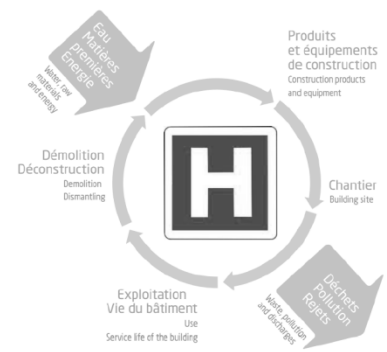 Eau
Matières
premières
Energie
Water, raw
materials
and energy
Produits
et équipements
de construction
Construction products
and equipment
Démolition
Déconstruction
Demolition
Dismantling
H
Chantier
Building site
Exploitation
Vie du bâtiment
Use
Service life of the building
Déchets
Pollution
Rejets
Waste, pollution
and discharges